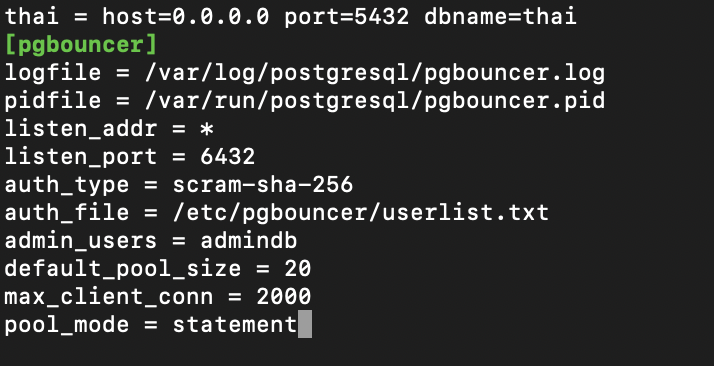 thai = host=0.0.0.0 port=5432 dbname=thai
[pgbouncer]
logfile = /var/log/postgresql/pgbouncer.log
pidfile = /var/run/postgresql/pgbouncer.pid
listen_addr = *
listen_port = 6432
auth_type = scram-sha-256
auth_file = /etc/pgbouncer/userlist.txt
admin_users = admindb
default_pool_size = 20
max_client_conn = 2000
pool_mode = statement